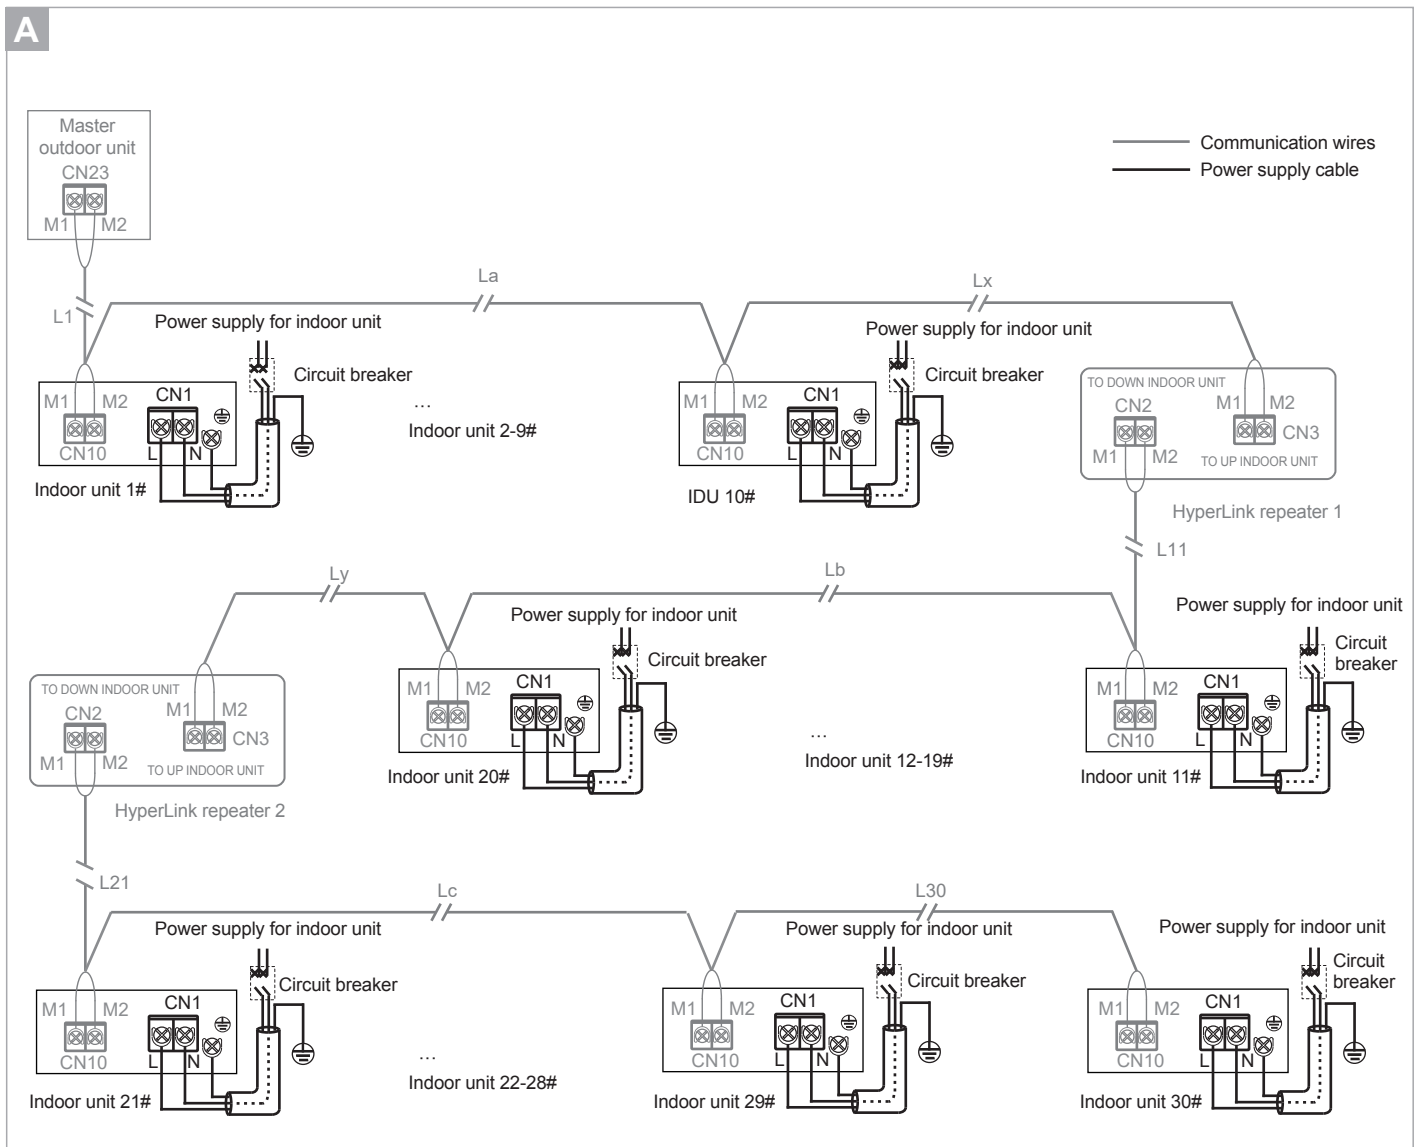 A
Master
outdoor unit
CN23
M1 M2
Communication wires
Power supply cable
L1
La
Lx
Power supply for indoor unit
Circuit breaker
M1 M2
CN1
CN10
L N
Indoor unit 1#
...
Indoor unit 2-9#
Power supply for indoor unit
Circuit breaker
M1 M2
CN1
CN10
L N
IDU 10#
TO DOWN INDOOR UNIT
CN2
M1 M2
M1 M2
CN3
TO UP INDOOR UNIT
HyperLink repeater 1
L11
Ly
Lb
TO DOWN INDOOR UNIT
CN2
M1 M2
M1 M2
CN3
TO UP INDOOR UNIT
HyperLink repeater 2
Power supply for indoor unit
Circuit breaker
M1 M2
CN1
CN10
L N
Indoor unit 20#
...
Indoor unit 12-19#
Power supply for indoor unit
Circuit
breaker
M1 M2
CN1
CN10
L N
Indoor unit 11#
L21
Lc
L30
Power supply for indoor unit
Circuit breaker
M1 M2
CN1
CN10
L N
Indoor unit 21#
...
Indoor unit 22-28#
Power supply for indoor unit
Circuit breaker
M1 M2
CN1
CN10
L N
Indoor unit 29#
Power supply for indoor unit
Circuit
breaker
M1 M2
CN1
CN10
L N
Indoor unit 30#